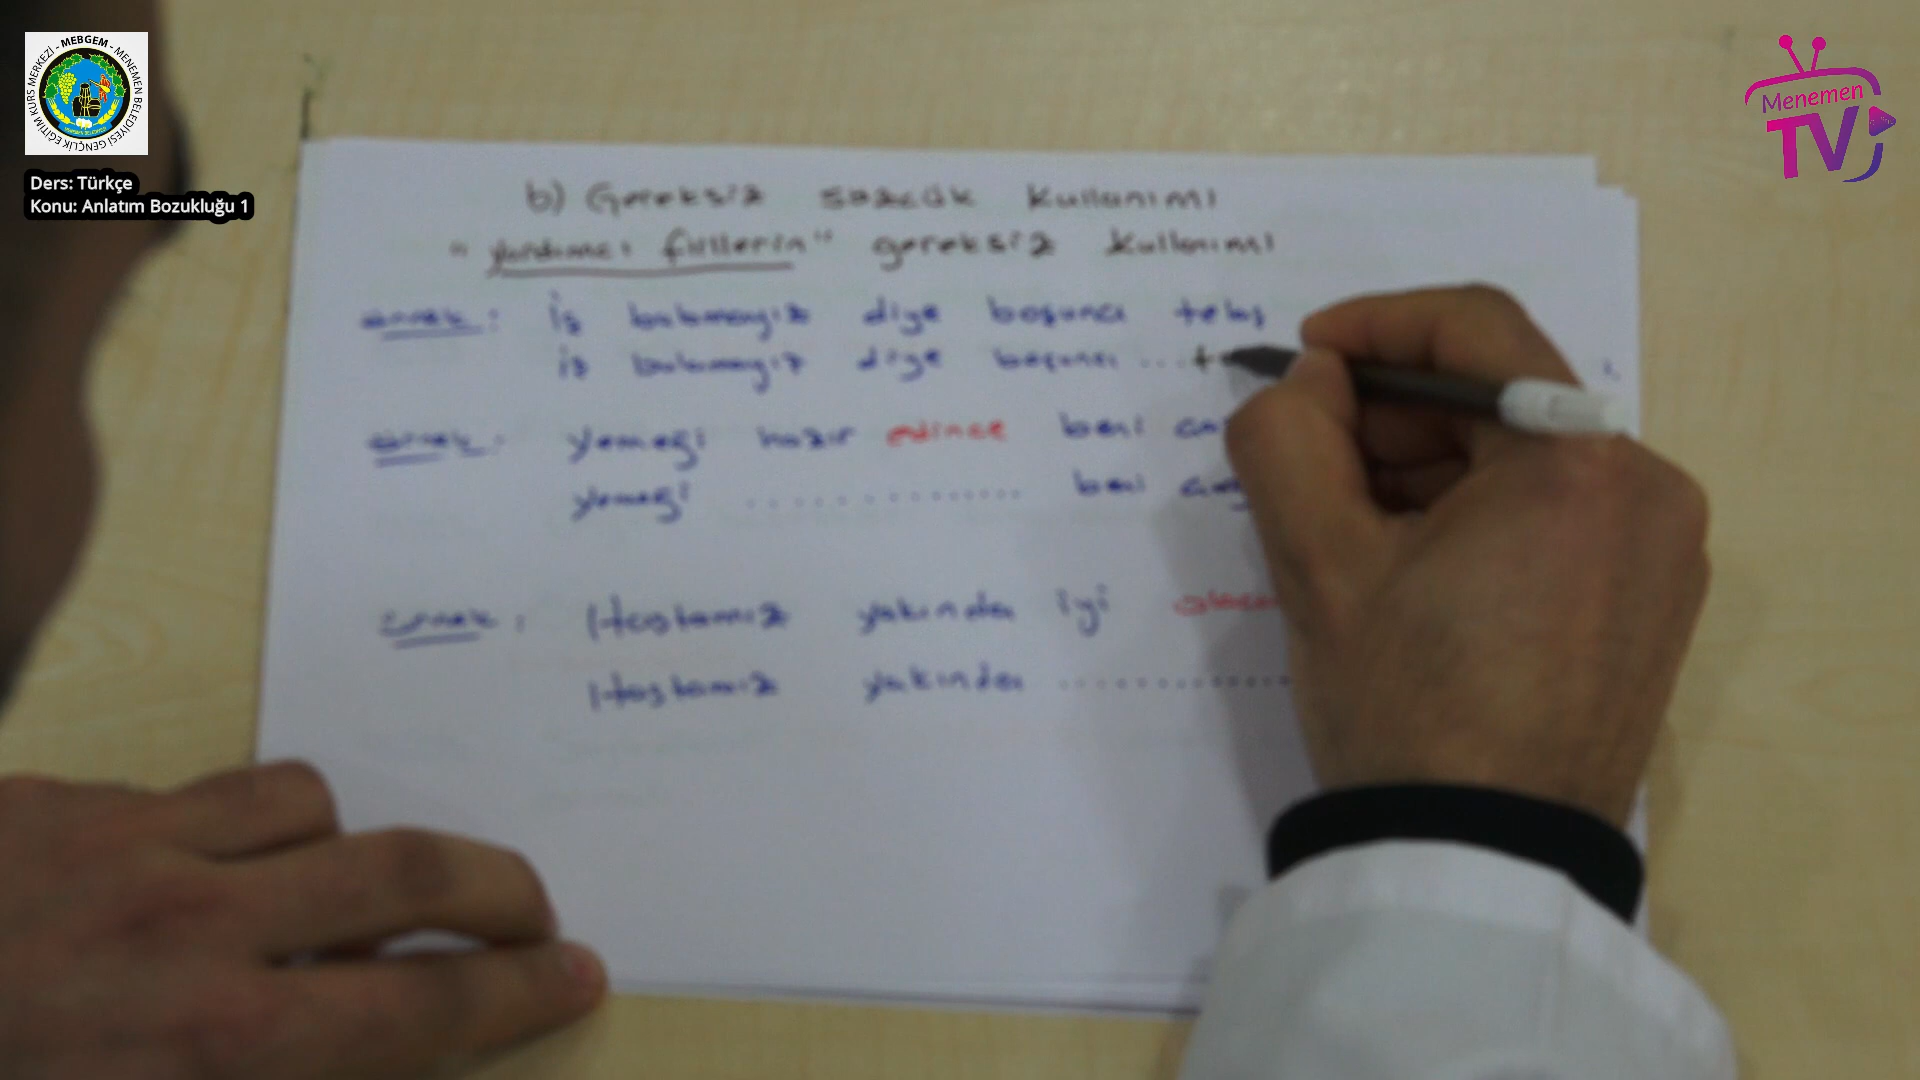 MEBGEM - MENEMEN BELEDİYESİ GENÇLİK EĞİTİM KURS MERKEZİ
Ders: Türkçe
Konu: Anlatım Bozukluğu 1
Menemen
TV
b) Gereksiz sözcük kullanımı
"yardımcı fiillerin" gereksiz kullanımı
örnek: İş bulamayız diye boşuna telaş
İş bulamayız diye boşuna ...
örnek: yemeği hazır edince beni
yemeği .................. beni
örnek: Hastamız yakında iyi
Hastamız yakında ...............